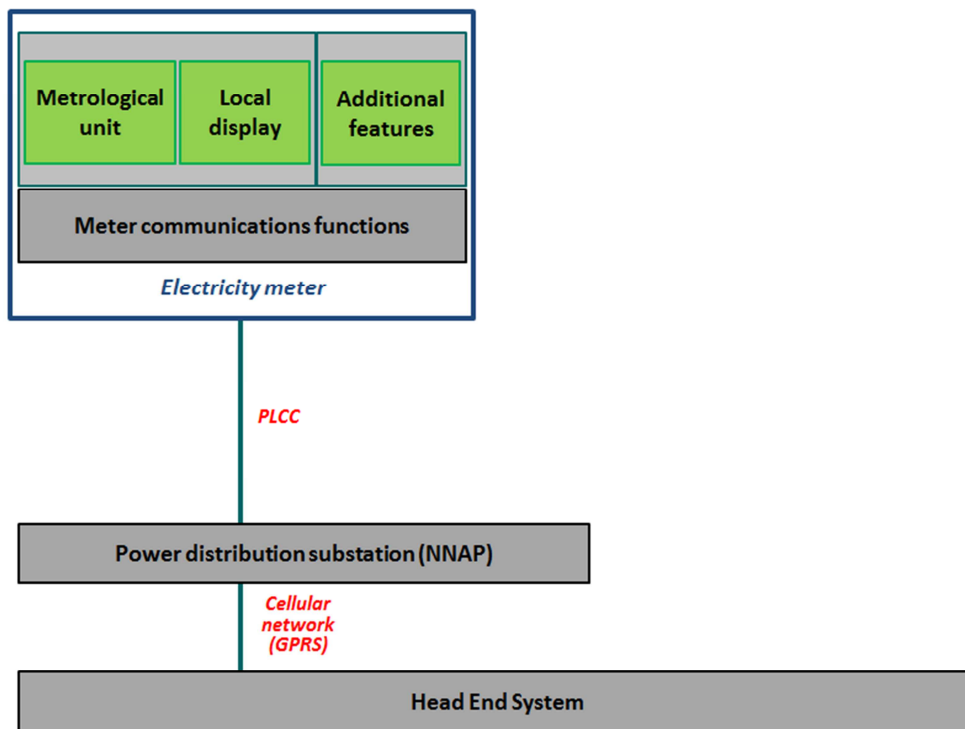 Metrological
unit
Local
display
Additional
features
Meter communications functions
Electricity meter
PLCC
Power distribution substation (NNAP)
Cellular
network
(GPRS)
Head End System